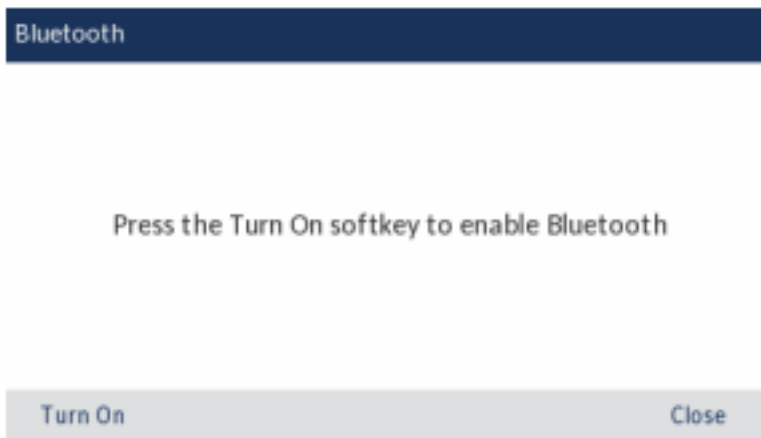 Bluetooth
Press the Turn On softkey to enable Bluetooth
Turn On Close